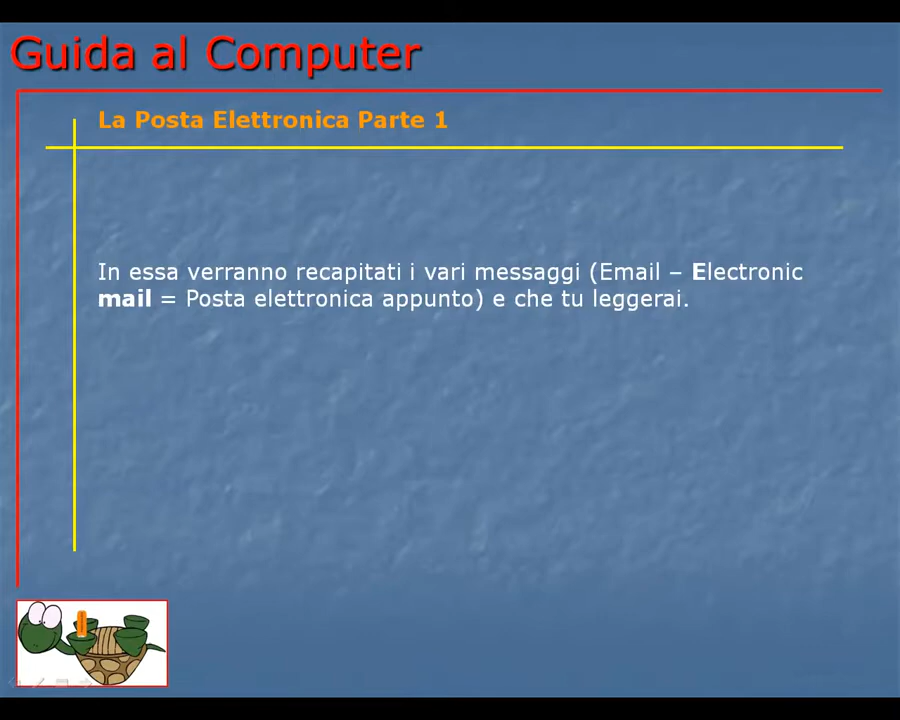 Guida al Computer
La Posta Elettronica Parte 1
In essa verranno recapitati i vari messaggi (Email – Electronic
mail = Posta elettronica appunto) e che tu leggerai.